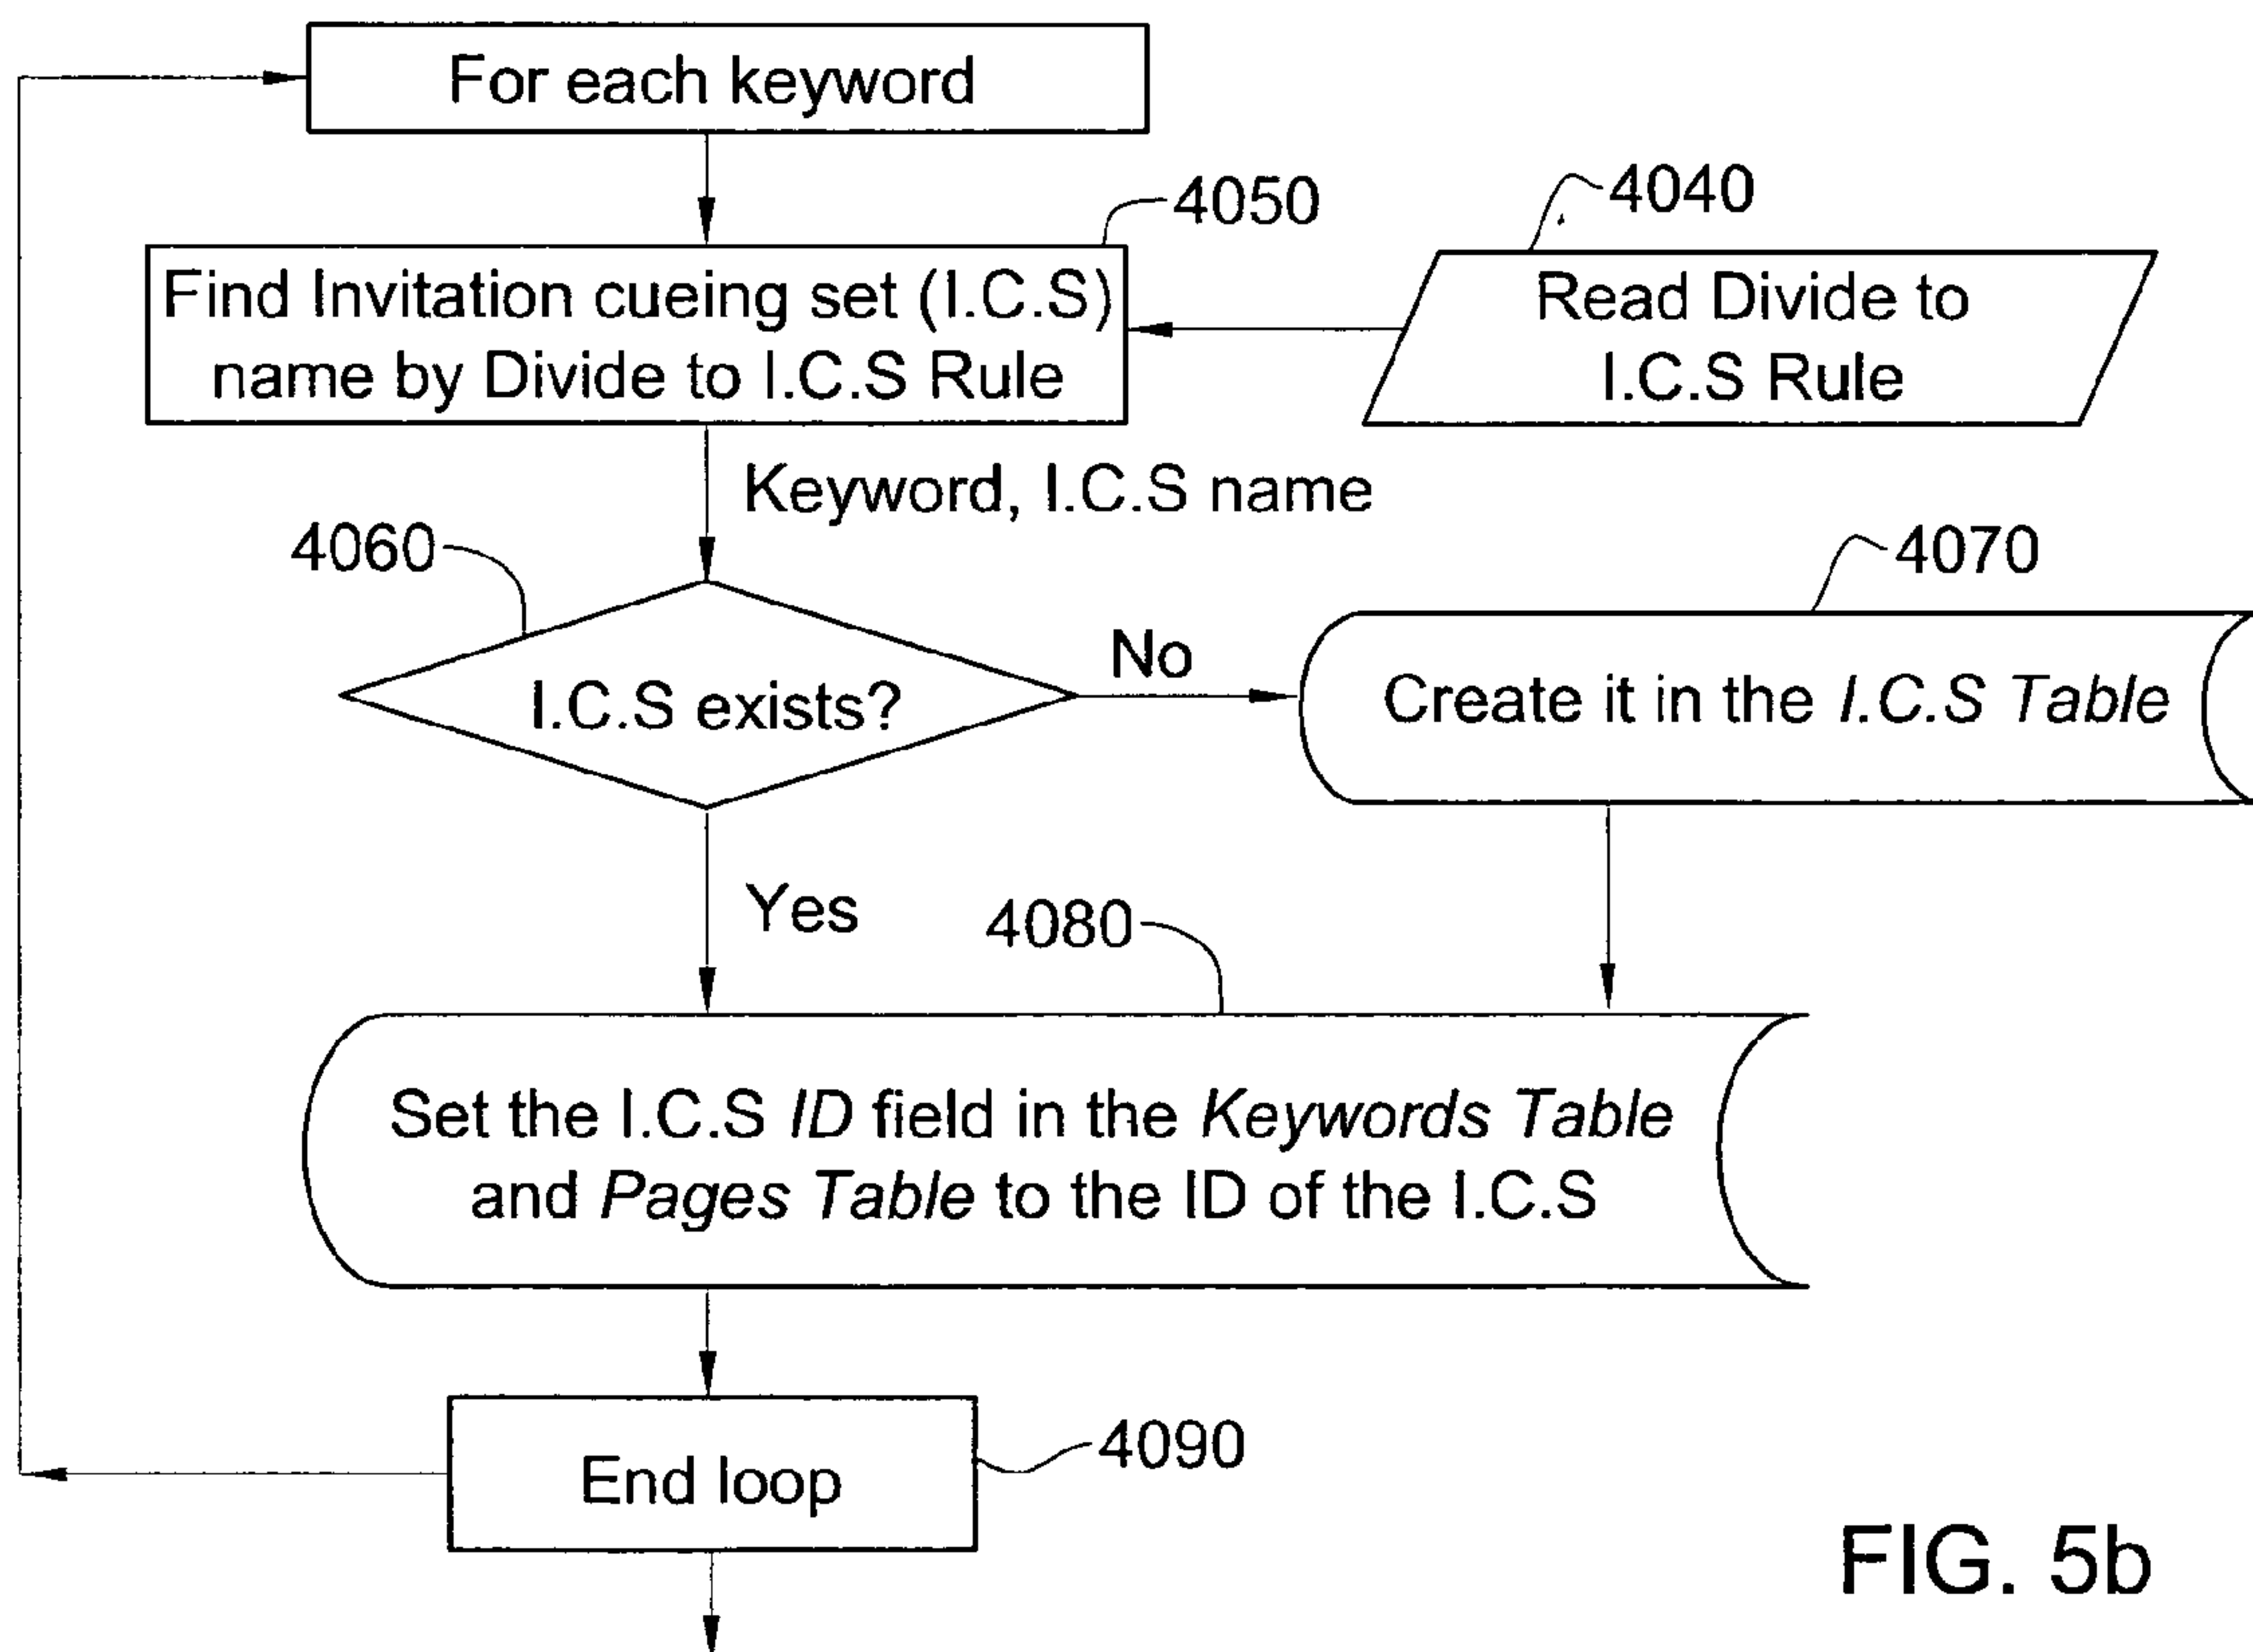 For each keyword
4050
4040
Find Invitation cueing set (I.C.S)
name by Divide to I.C.S Rule
Read Divide to
I.C.S Rule
Keyword, I.C.S name
4060
4070
I.C.S exists?
No
Create it in the I.C.S Table
Yes
4080
Set the I.C.S ID field in the Keywords Table
and Pages Table to the ID of the I.C.S
4090
End loop
FIG. 5b